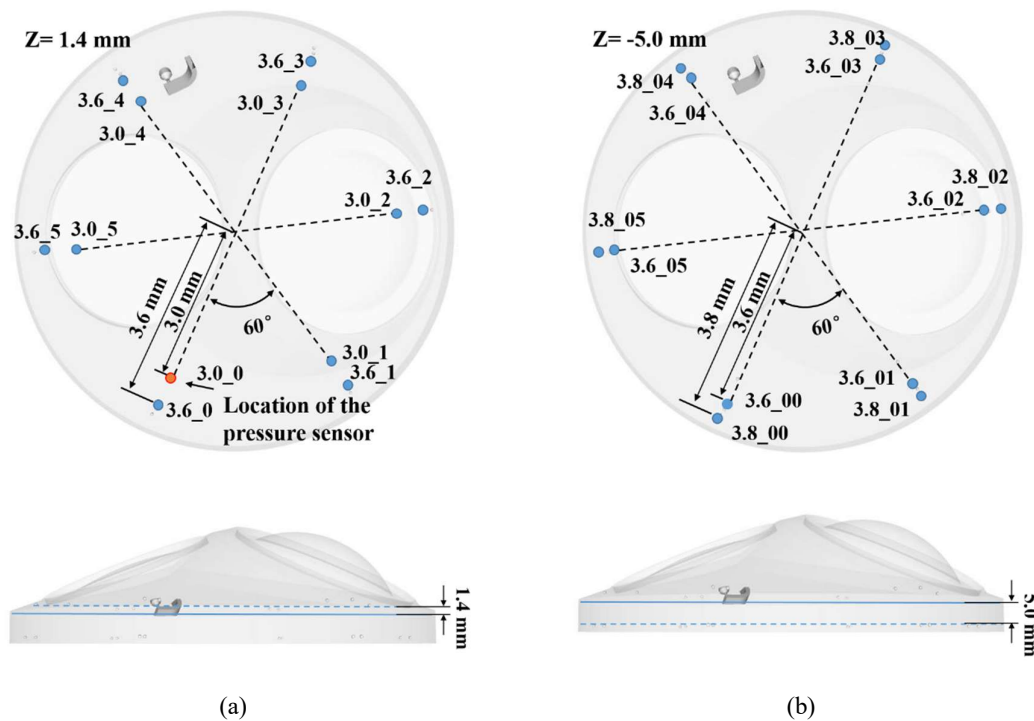 Z= 1.4 mm
3.6_3
3.6_4
3.0_3
3.0_4
3.6_2
3.0_2
3.6_5
3.0_5
3.6 mm
3.0 mm
60°
3.0_1
3.6_1
3.0_0
3.6_0
Location of the
pressure sensor
1.4 mm
(a)
Z= -5.0 mm
3.8_03
3.6_03
3.8_04
3.6_04
3.8_02
3.6_02
3.8_05
3.6_05
3.8 mm
3.6 mm
60°
3.6_01
3.8_01
3.6_00
3.8_00
5.0 mm
(b)